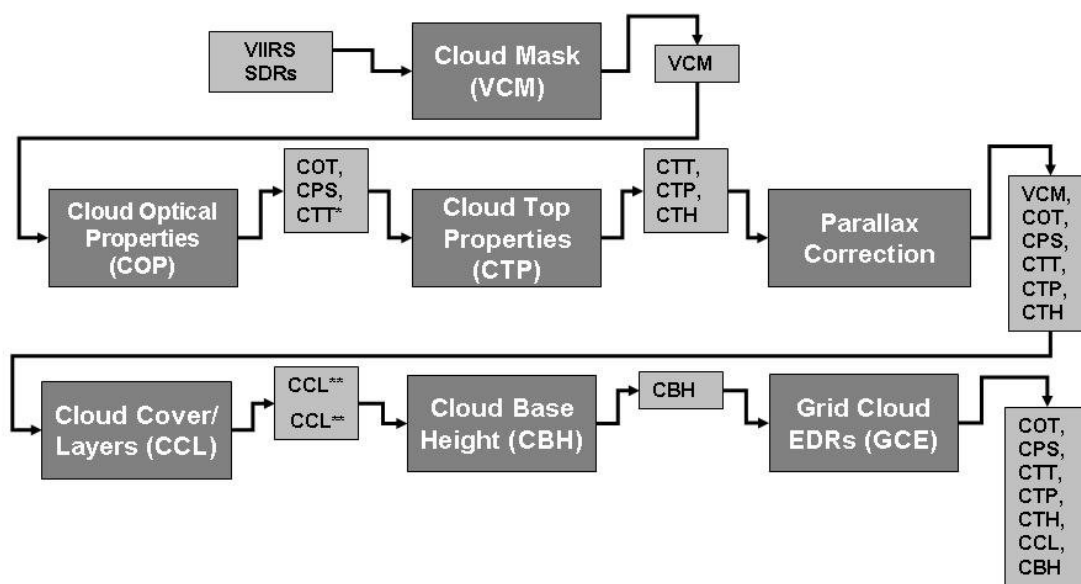 VIIRS
SDRs
Cloud Mask
(VCM)
VCM
Cloud Optical
Properties
(COP)
COT,
CPS,
CTT*
Cloud Top
Properties
(CTP)
CTT,
CTP,
CTH
Parallax
Correction
VCM,
COT,
CPS,
CTT,
CTP,
CTH
Cloud Cover/
Layers (CCL)
CCL**
CCL**
Cloud Base
Height (CBH)
CBH
Grid Cloud
EDRs (GCE)
COT,
CPS,
CTT,
CTP,
CTH,
CCL,
CBH